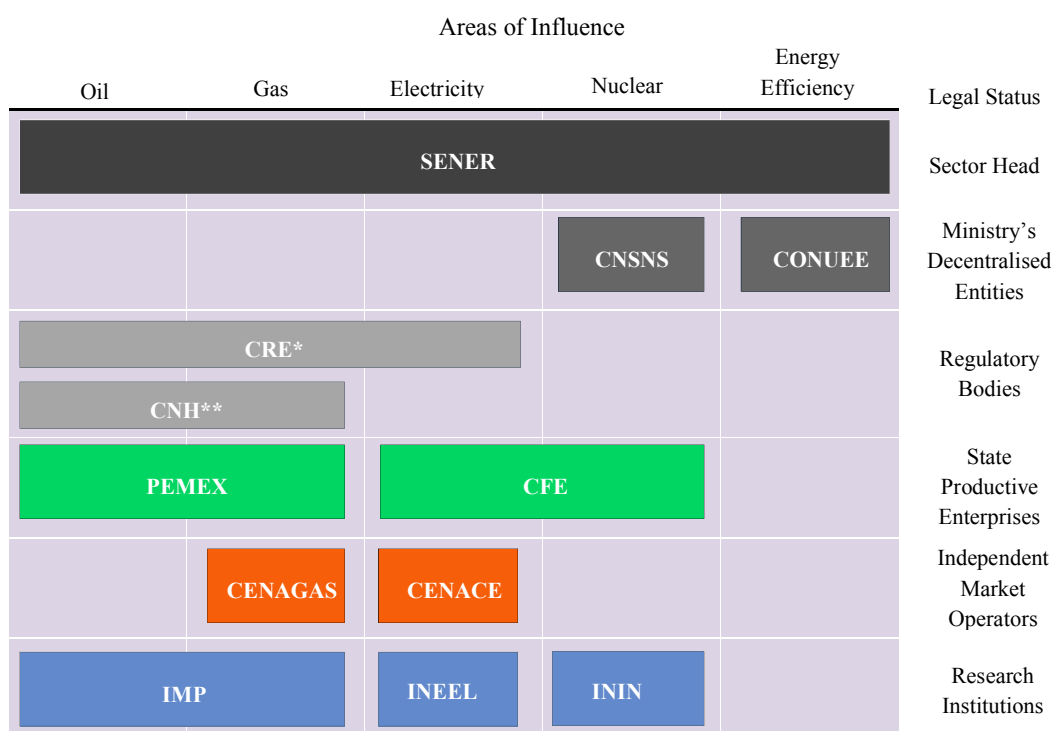 Areas of Influence
Oil
Gas
Electricity
Nuclear
Energy
Efficiency
Legal Status
SENER
Sector Head
CNSNS
CONUEE
Ministry’s
Decentralised
Entities
CRE*
CNH**
Regulatory
Bodies
PEMEX
CFE
State
Productive
Enterprises
CENAGAS
CENACE
Independent
Market
Operators
IMP
INEEL
ININ
Research
Institutions